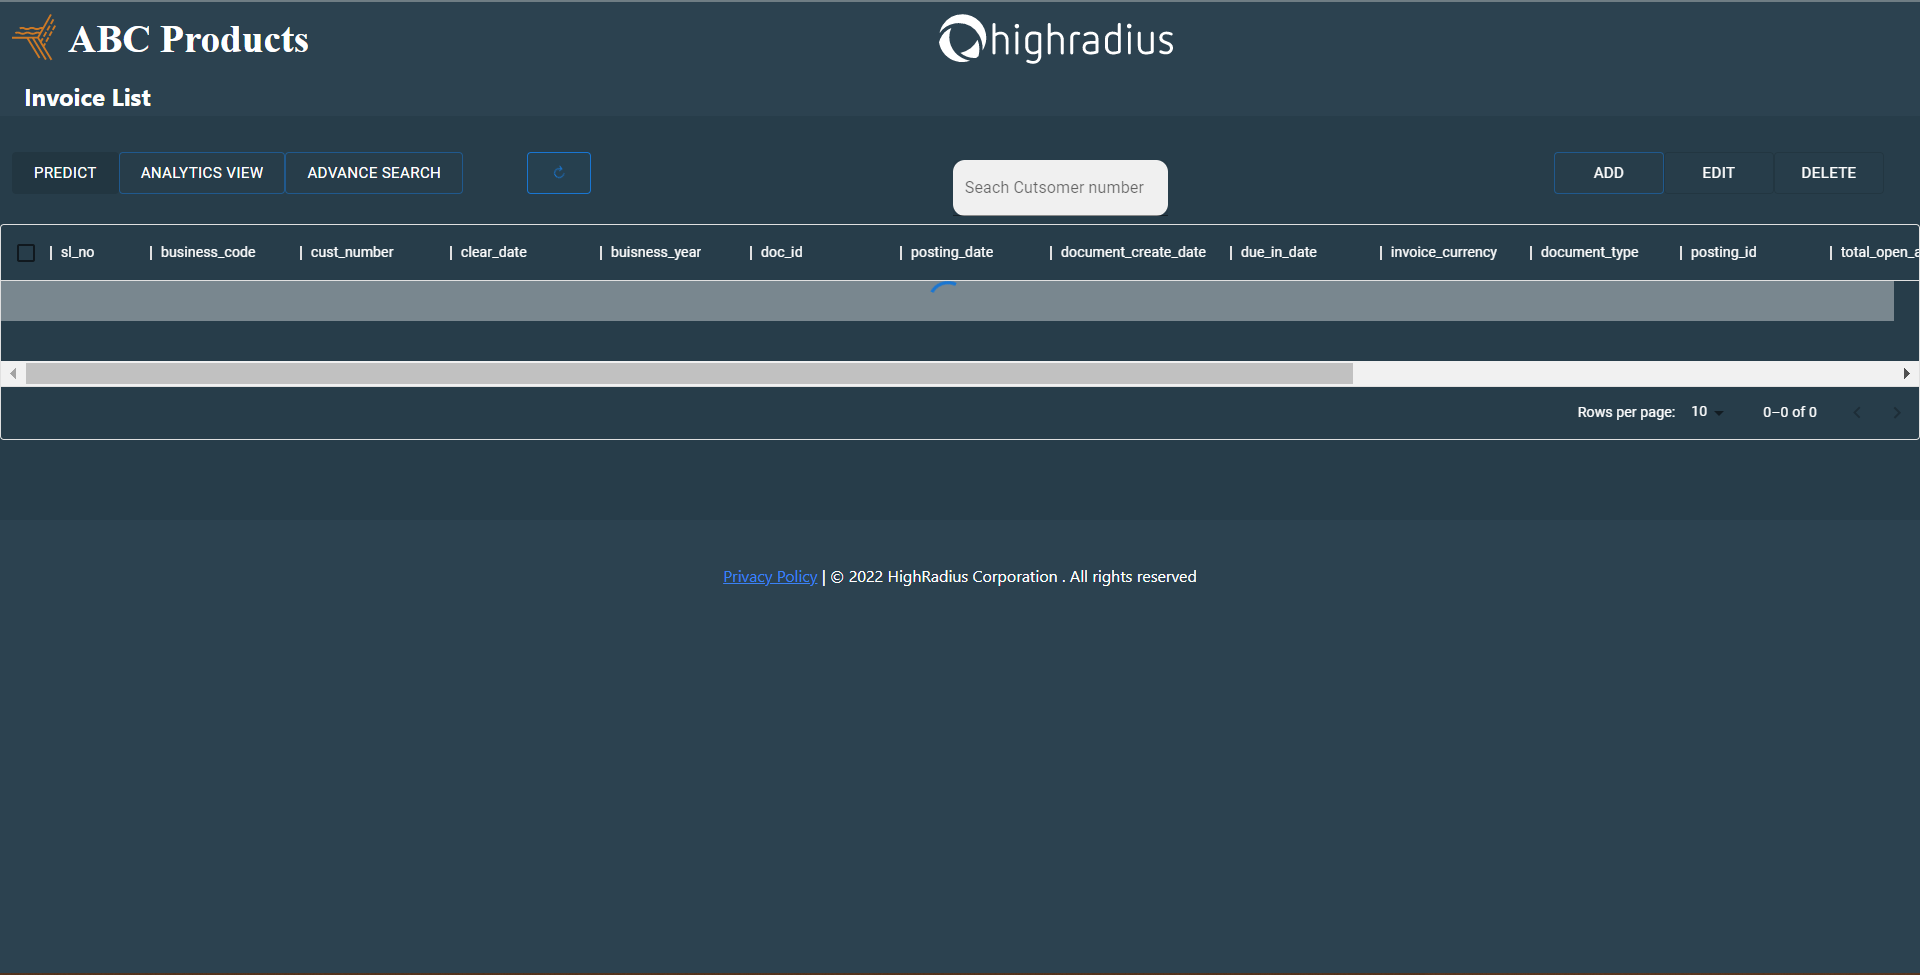 ABC Products
highradius
Invoice List
PREDICT ANALYTICS VIEW ADVANCE SEARCH
Seach Cutsomer number
ADD EDIT DELETE
sl_no business_code cust_number clear_date buisness_year doc_id posting_date document_create_date due_in_date invoice_currency document_type posting_id total_open_a
Rows per page: 10 0–0 of 0
Privacy Policy | © 2022 HighRadius Corporation . All rights reserved